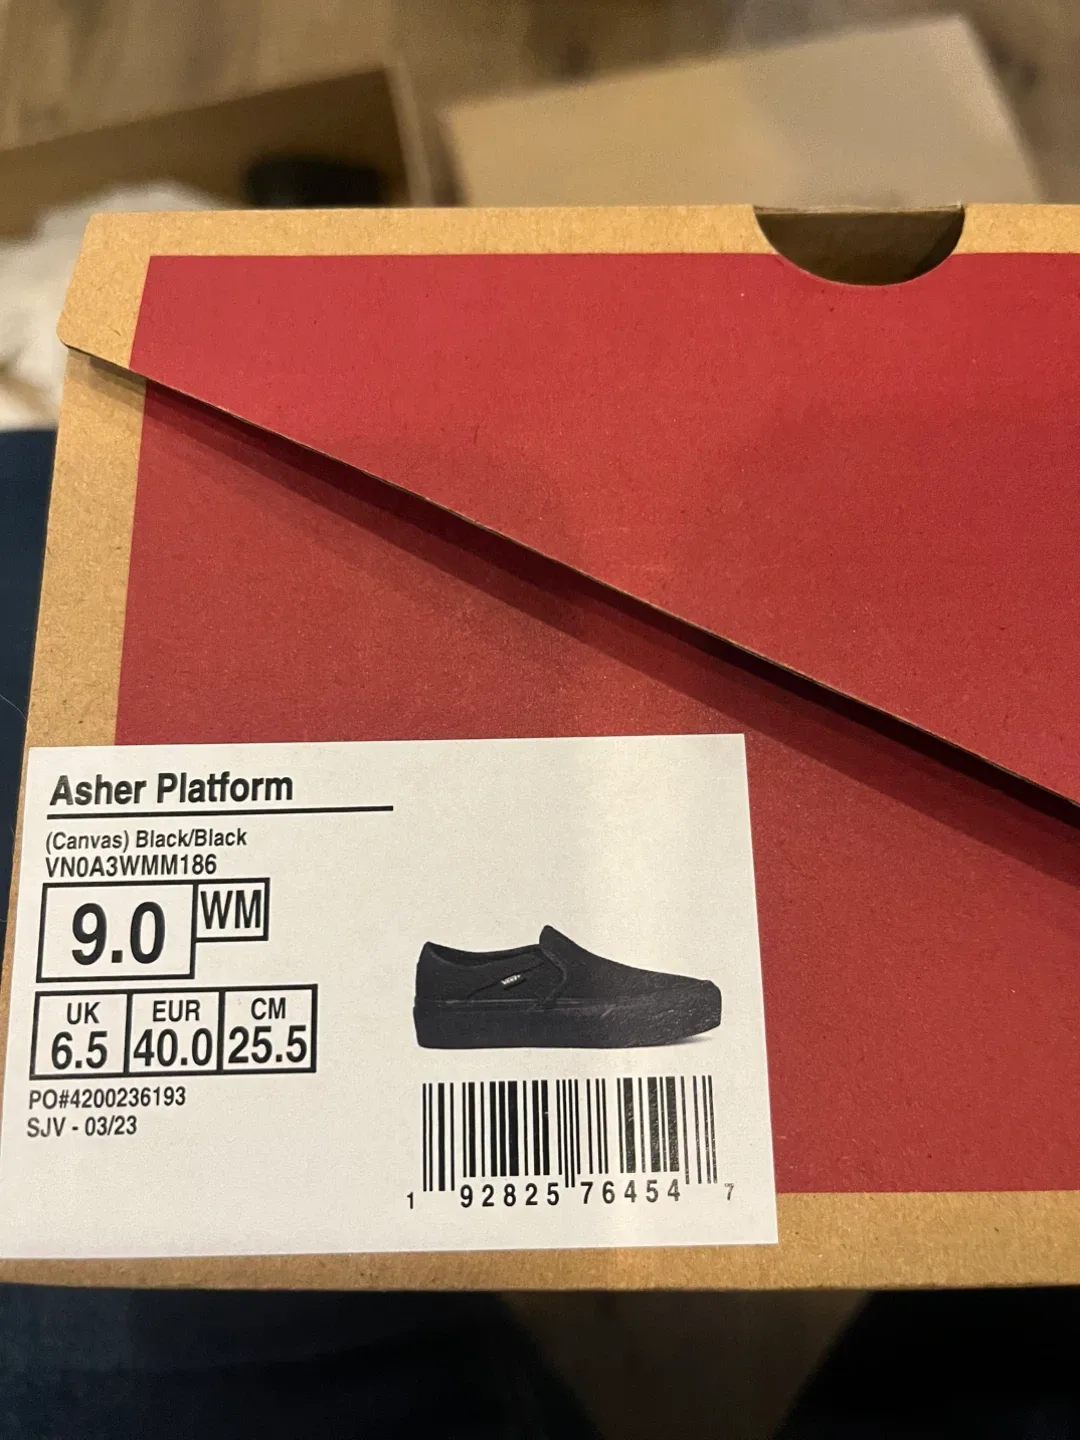 Asher Platform
(Canvas) Black/Black
VN0A3WMM186
9.0 WM
UK EUR CM
6.5 40.0 25.5
PO#4200236193
SJV - 03/23
1 92825 76454 7